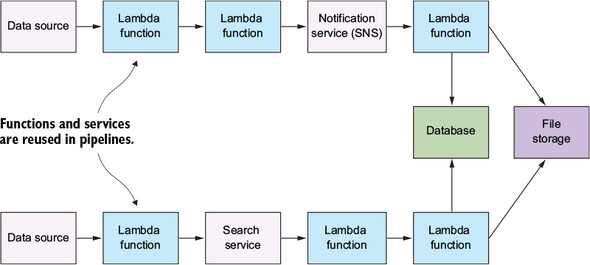 Data source
Lambda
function
Lambda
function
Notification
service (SNS)
Lambda
function
Functions and services
are reused in pipelines.
Database
File
storage
Data source
Lambda
function
Search
service
Lambda
function
Lambda
function